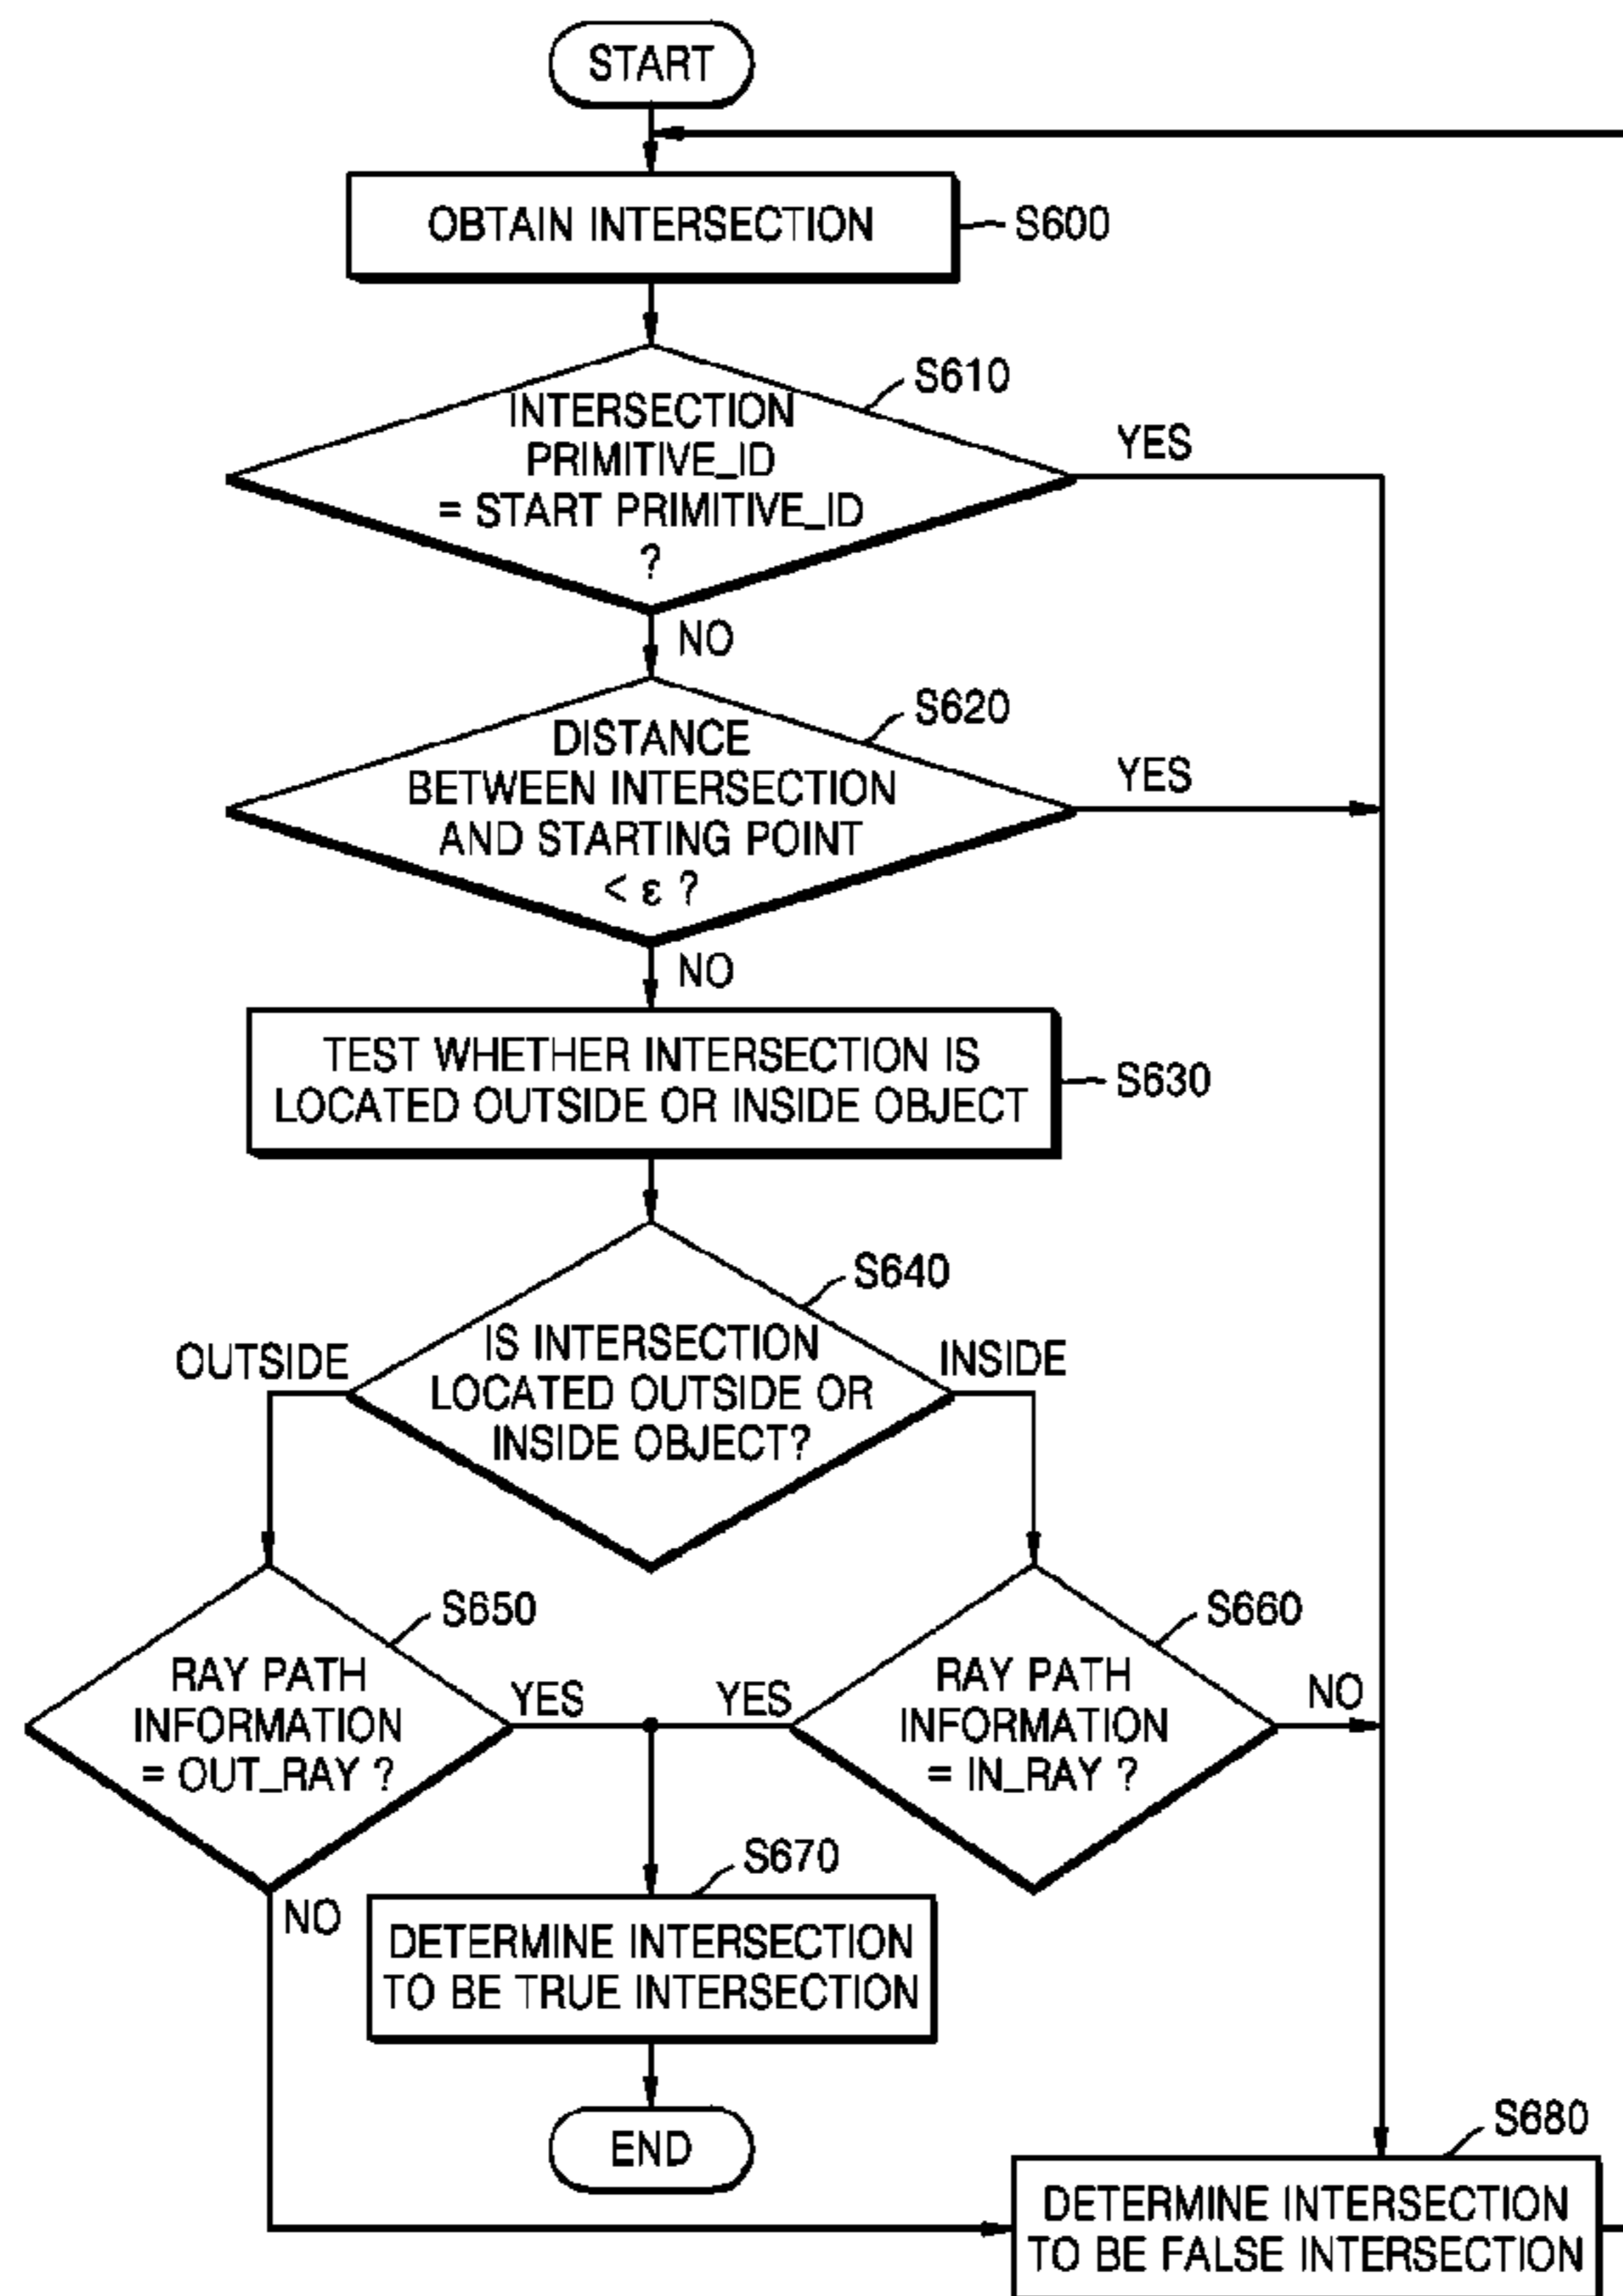 START
OBTAIN INTERSECTION
S600
S610
INTERSECTION
PRIMITIVE_ID
= START PRIMITIVE_ID
?
YES
NO
S620
DISTANCE
BETWEEN INTERSECTION
AND STARTING POINT
< ε ?
YES
NO
TEST WHETHER INTERSECTION IS
LOCATED OUTSIDE OR INSIDE OBJECT
S630
S640
IS INTERSECTION
LOCATED OUTSIDE OR
INSIDE OBJECT?
OUTSIDE
INSIDE
S650
RAY PATH
INFORMATION
= OUT_RAY ?
YES
NO
S660
RAY PATH
INFORMATION
= IN_RAY ?
YES
NO
S670
DETERMINE INTERSECTION
TO BE TRUE INTERSECTION
END
S680
DETERMINE INTERSECTION
TO BE FALSE INTERSECTION